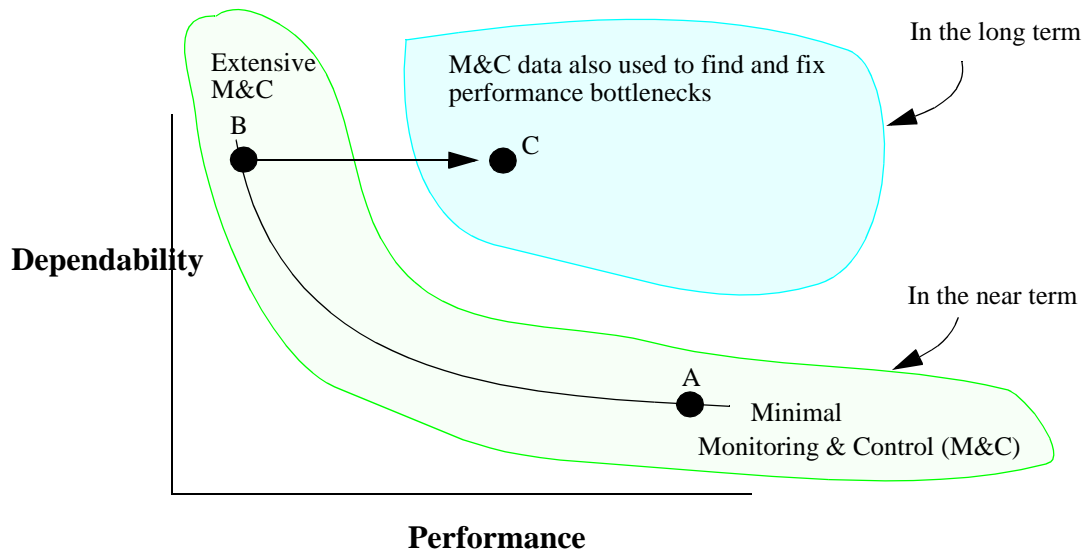 In the long term
Extensive
M&C
M&C data also used to find and fix
performance bottlenecks
B
C
Dependability
In the near term
A
Minimal
Monitoring & Control (M&C)
Performance